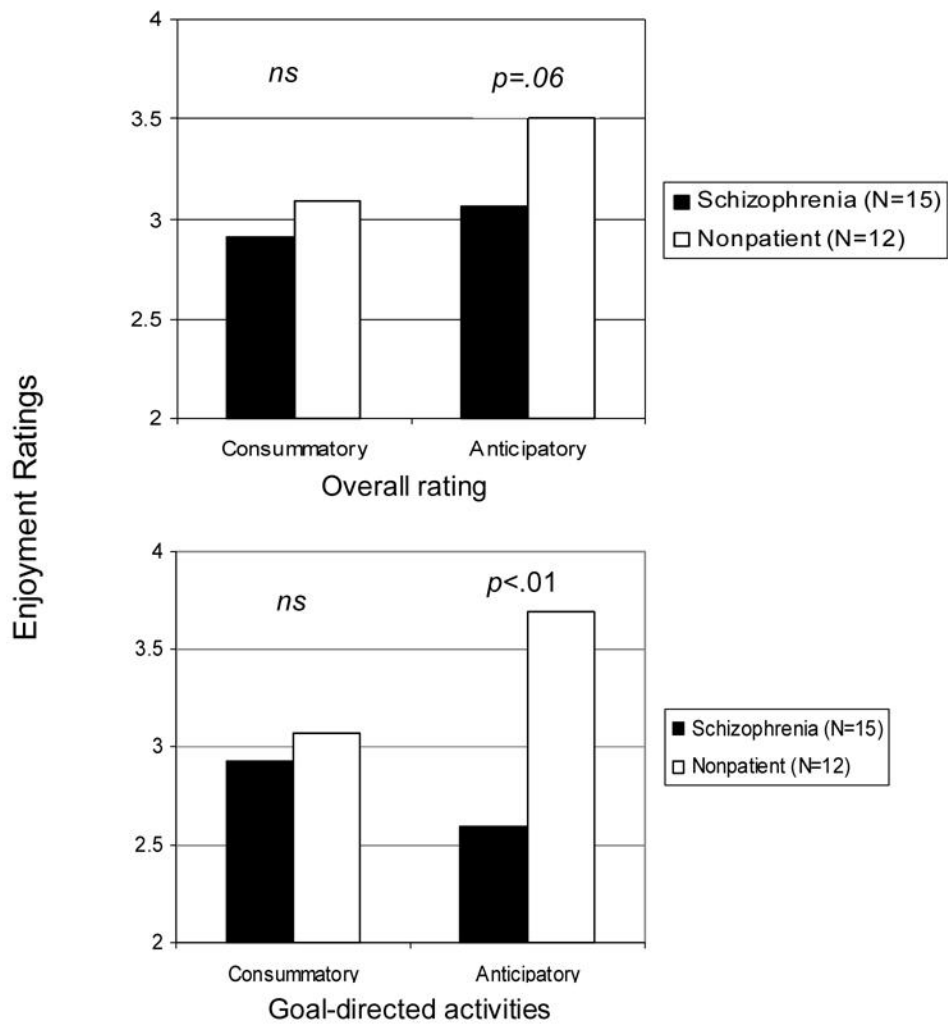 4
ns
p=.06
3.5
Schizophrenia (N=15)
3
Nonpatient (N=12)
2.5
2
Consummatory
Anticipatory
Overall rating
Enjoyment Ratings
4
ns
p<.01
3.5
Schizophrenia (N=15)
3
Nonpatient (N=12)
2.5
2
Consummatory
Anticipatory
Goal-directed activities